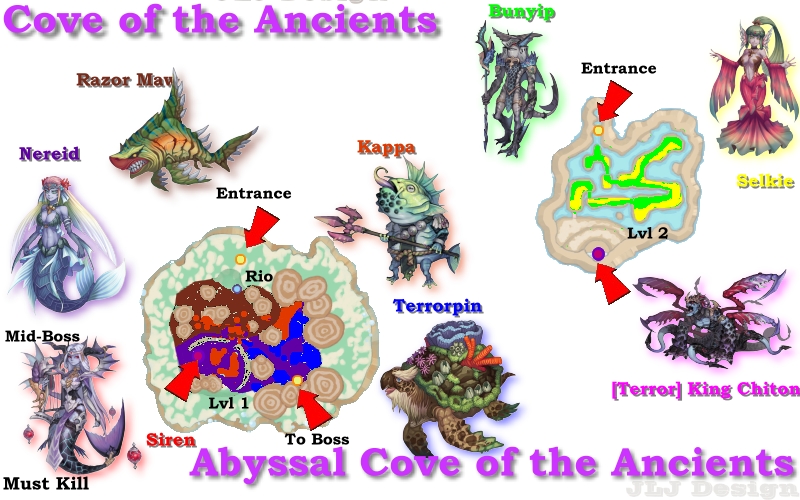 Cove of the Ancients
Bunyip
Entrance
Razor Maw
Nereid
Kappa
Selkie
Entrance
Lvl 2
Rio
Terrorpin
Mid-Boss
[Terror] King Chiton
Lvl 1
Siren
To Boss
Must Kill
Abyssal Cove of the Ancients
JLJ Design